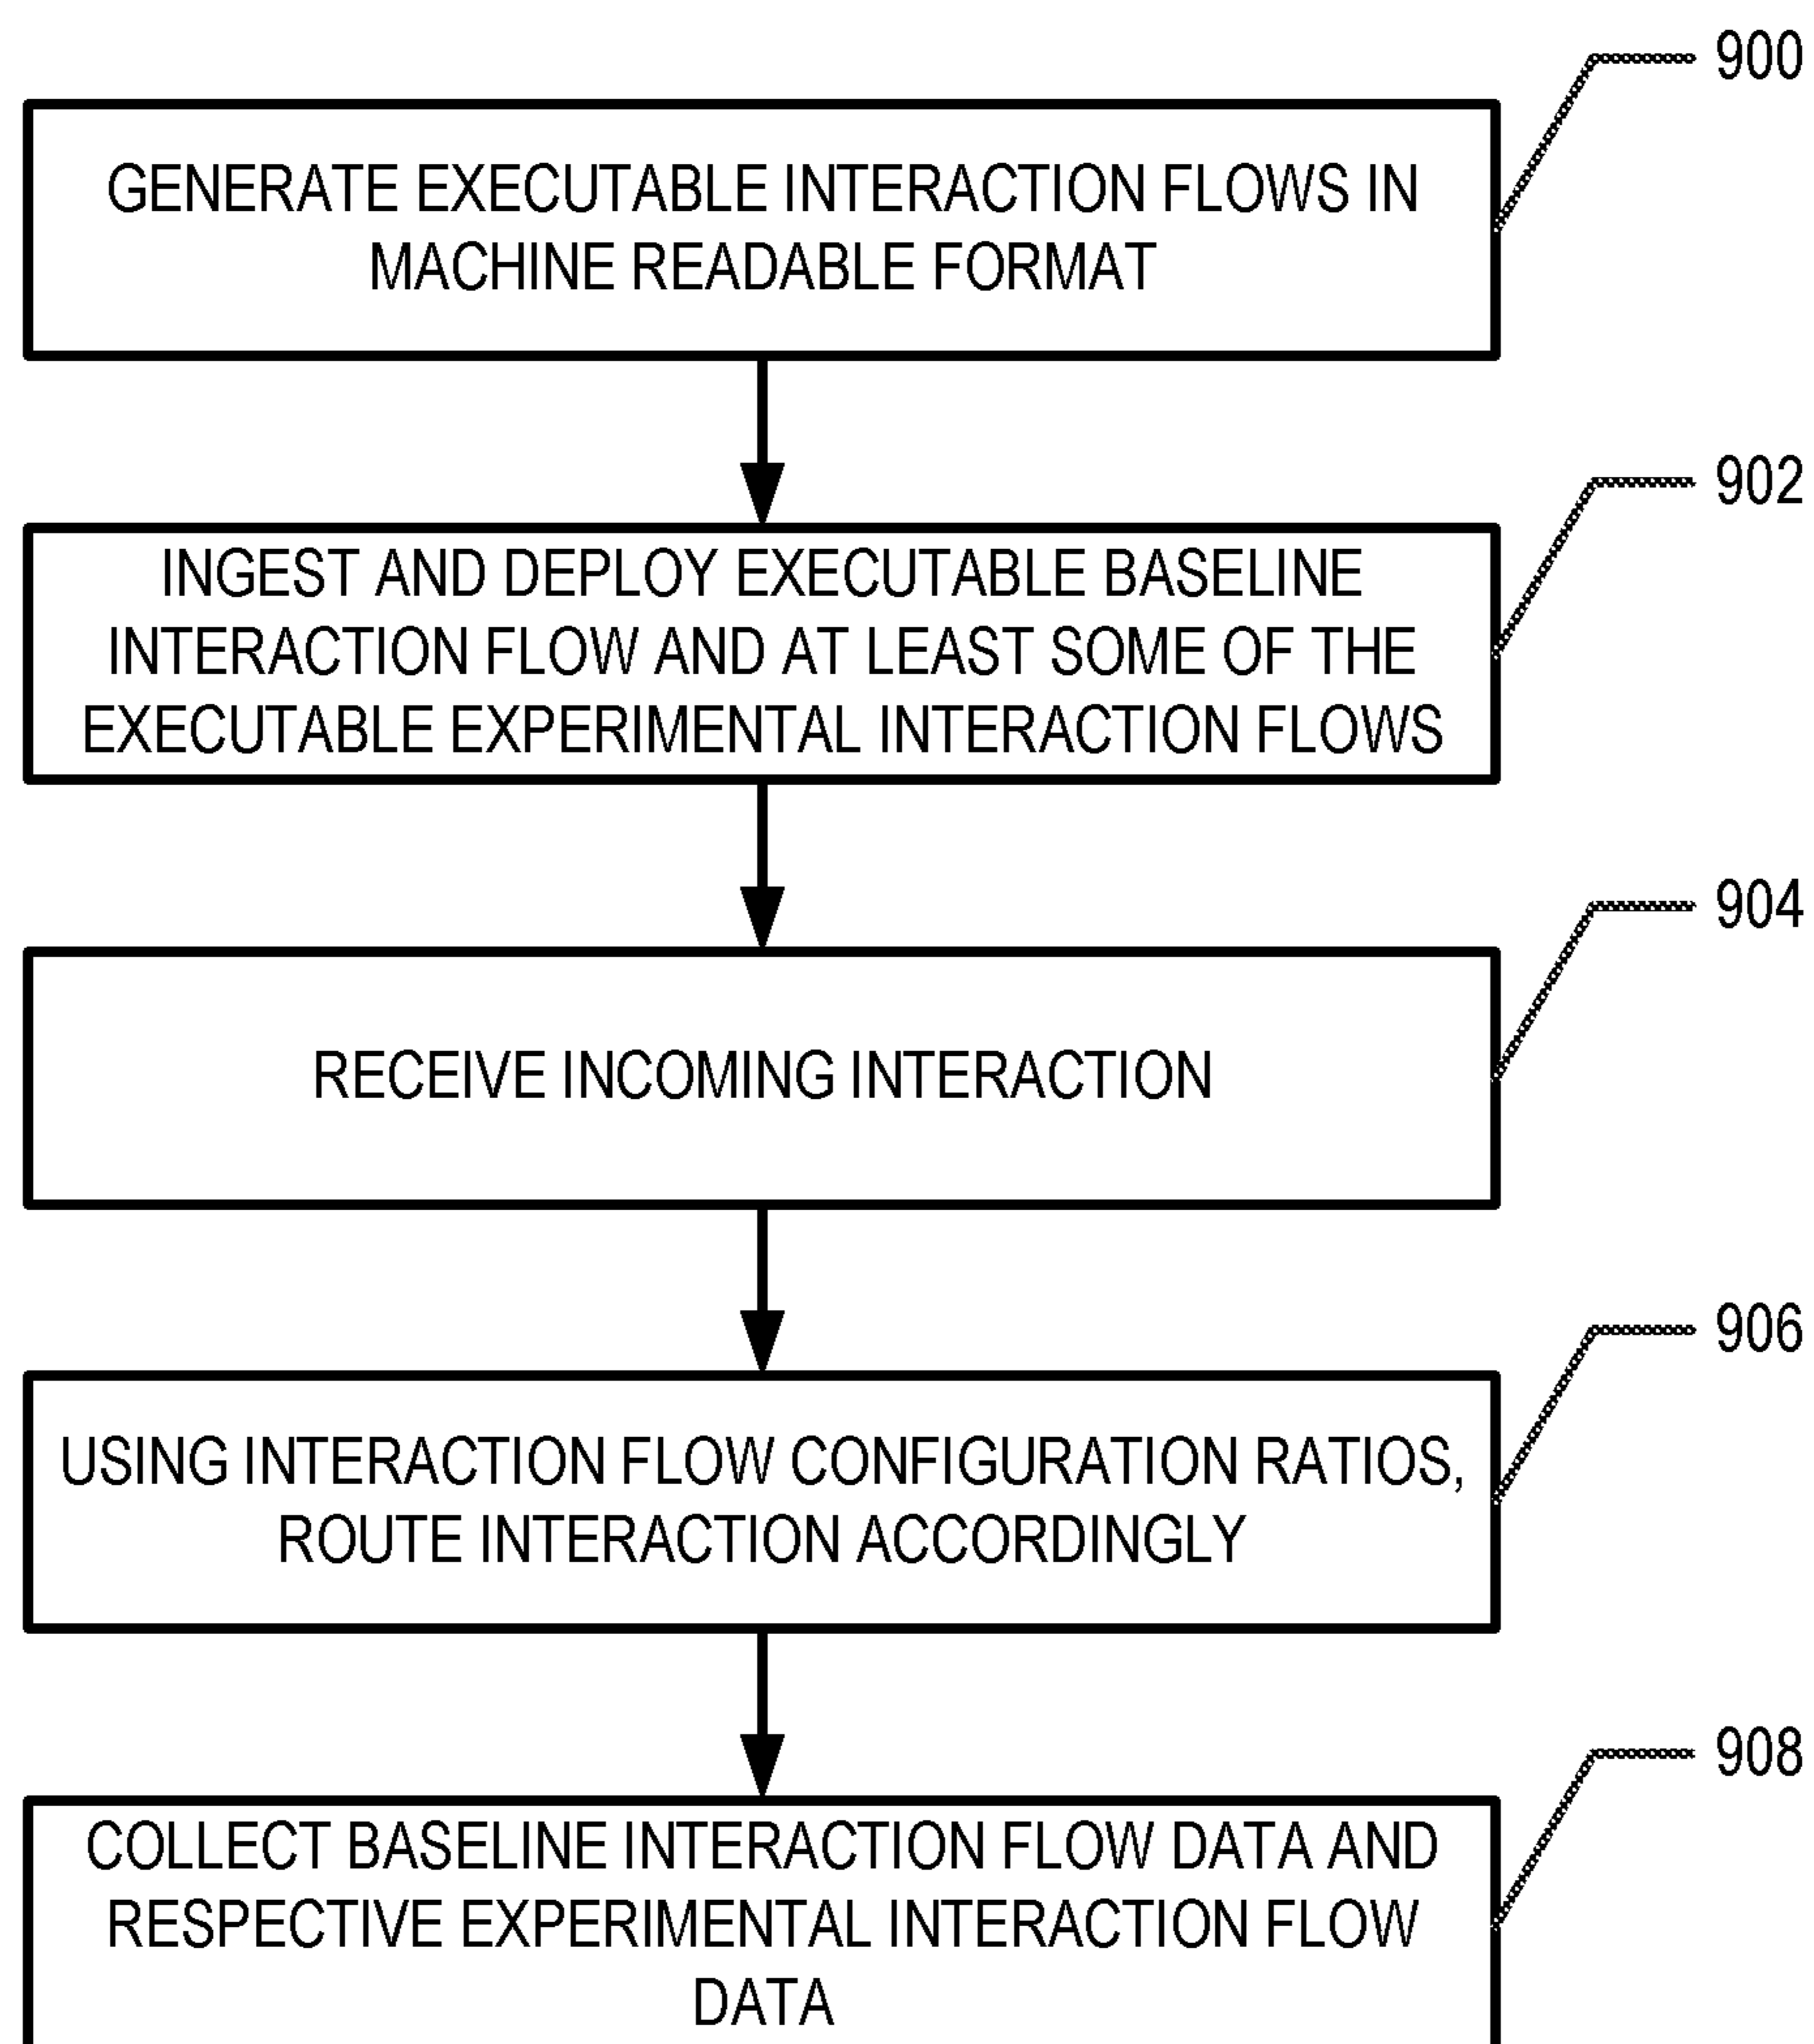 900
GENERATE EXECUTABLE INTERACTION FLOWS IN
MACHINE READABLE FORMAT
902
INGEST AND DEPLOY EXECUTABLE BASELINE
INTERACTION FLOW AND AT LEAST SOME OF THE
EXECUTABLE EXPERIMENTAL INTERACTION FLOWS
904
RECEIVE INCOMING INTERACTION
906
USING INTERACTION FLOW CONFIGURATION RATIOS,
ROUTE INTERACTION ACCORDINGLY
908
COLLECT BASELINE INTERACTION FLOW DATA AND
RESPECTIVE EXPERIMENTAL INTERACTION FLOW
DATA